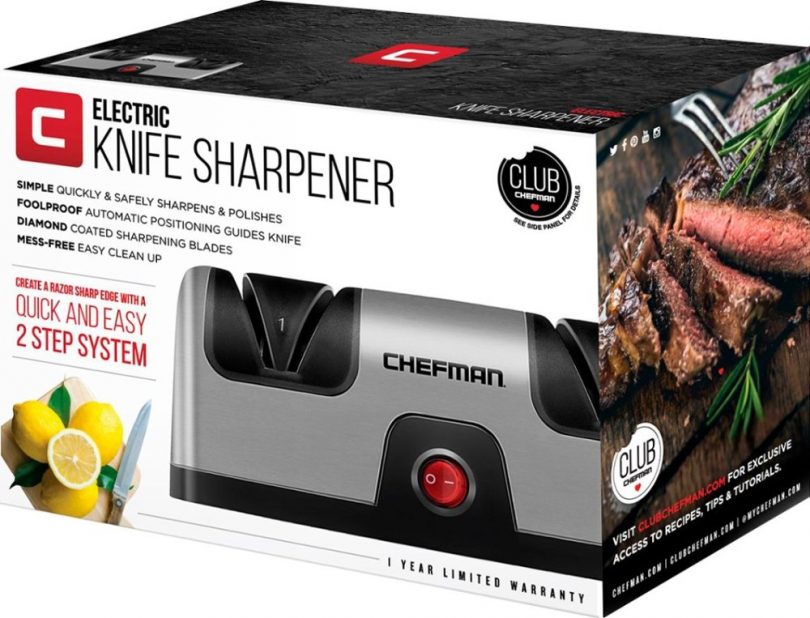 C
ELECTRIC
KNIFE SHARPENER
C
ELECTRIC
KNIFE SHARPENER
SIMPLE QUICKLY & SAFELY SHARPENS & POLISHES
FOOLPROOF AUTOMATIC POSITIONING GUIDES KNIFE
DIAMOND COATED SHARPENING BLADES
MESS-FREE EASY CLEAN UP
CLUB
CHEFMAN
SEE SIDE PANEL FOR DETAILS
CREATE A RAZOR SHARP EDGE WITH A
QUICK AND EASY
2 STEP SYSTEM
1
CHEFMAN
1 YEAR LIMITED WARRANTY
CLUB
CHEFMAN
VISIT CLUBCHEFMAN.COM FOR EXCLUSIVE
ACCESS TO RECIPES, TIPS & TUTORIALS.
CHEFMAN.COM | CLUBCHEFMAN.COM | @MYCHEFMAN.COM